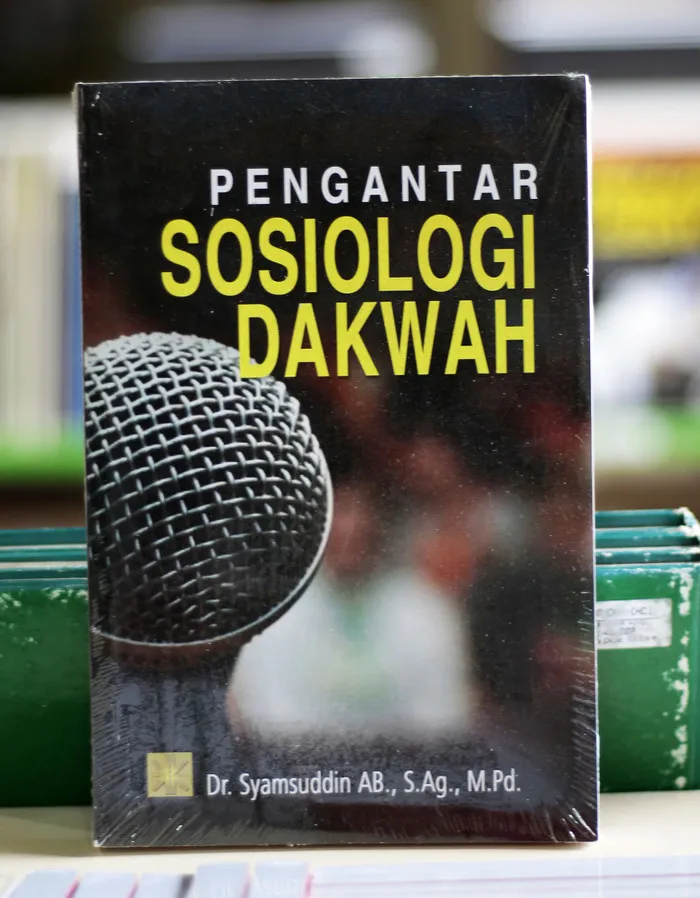 PENGANTAR
SOSIOLOGI
DAKWAH
Dr. Syamsuddin AB., S.Ag., M.Pd.